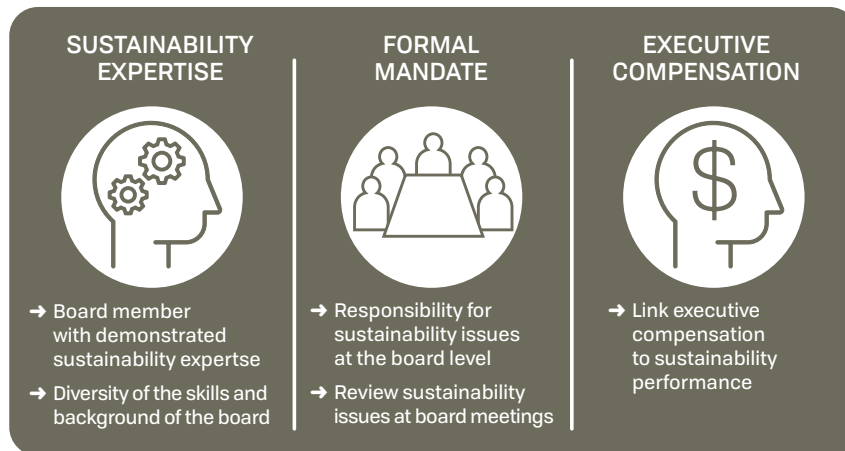 SUSTAINABILITY
EXPERTISE
➜ Board member
with demonstrated
sustainability expertse
➜ Diversity of the skills and
background of the board
FORMAL
MANDATE
➜ Responsibility for
sustainability issues
at the board level
➜ Review sustainability
issues at board meetings
EXECUTIVE
COMPENSATION
$
➜ Link executive
compensation
to sustainability
performance